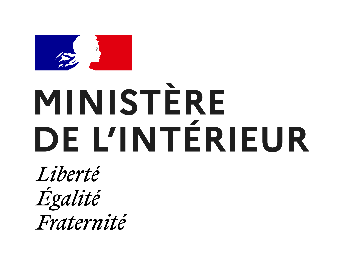 MINISTÈRE
DE L'INTÉRIEUR
Liberté
Égalité
Fraternité